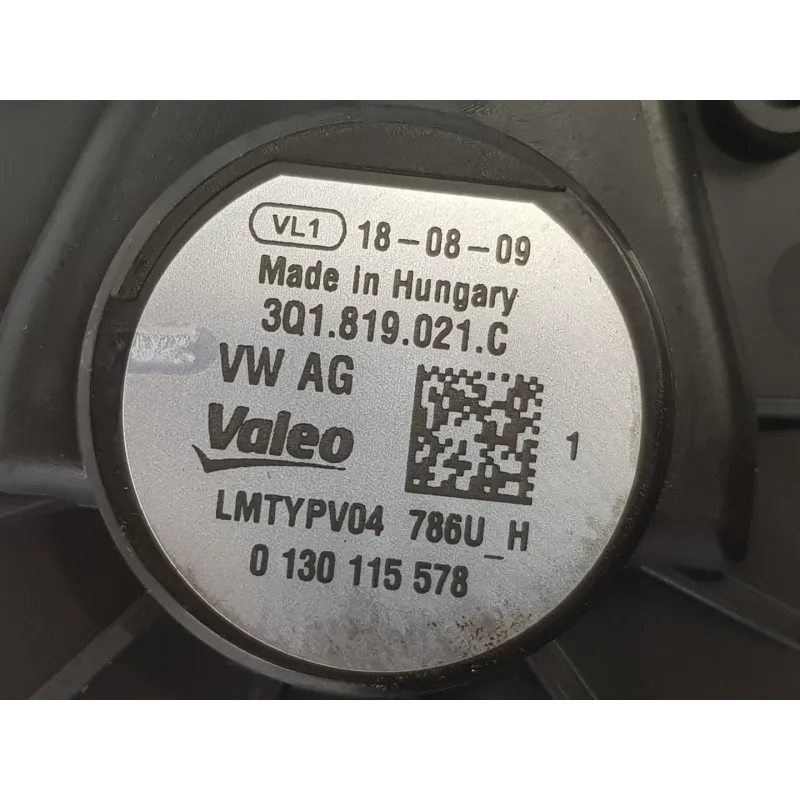 VL1 18-08-09
Made in Hungary
3Q1.819.021.C
VW AG
Valeo
1
LMTYPV04 786U_H
0 130 115 578